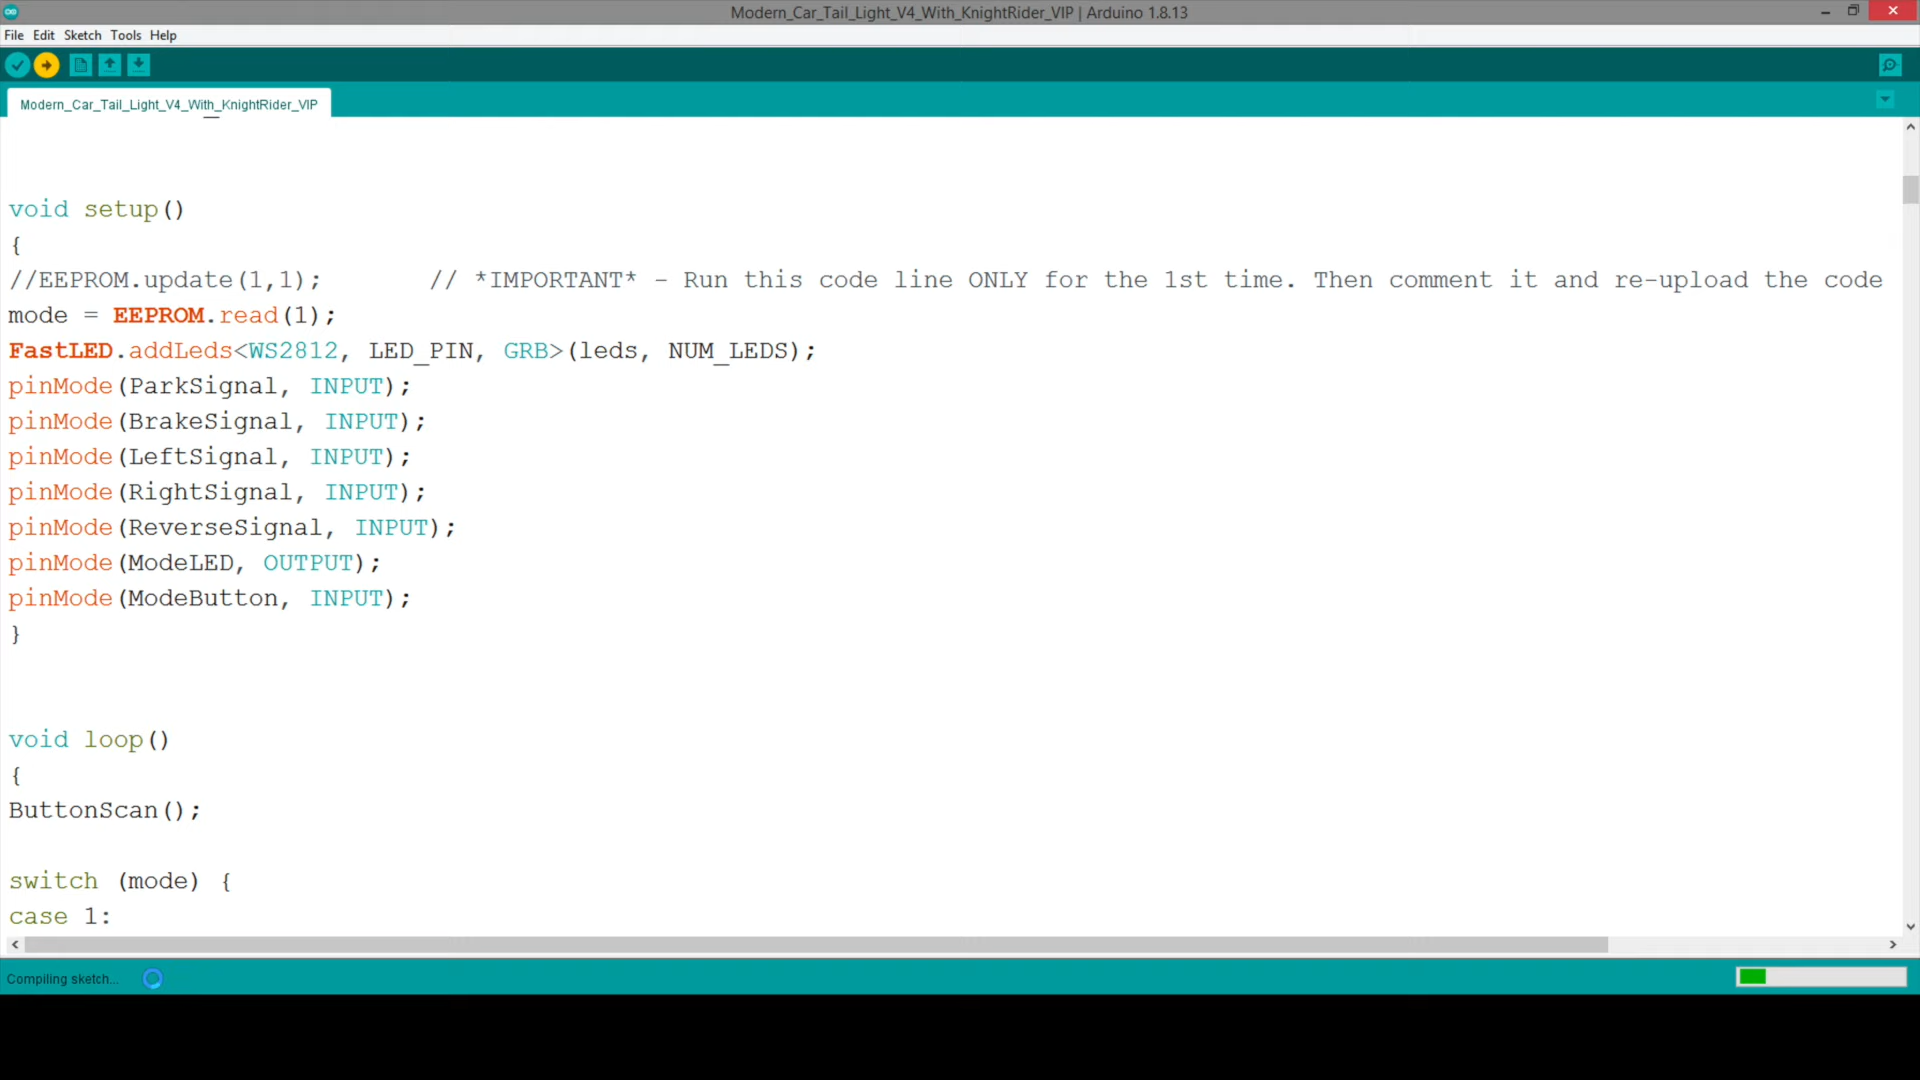 Modern_Car_Tail_Light_V4_With_KnightRider_VIP | Arduino 1.8.13
File Edit Sketch Tools Help
Modern_Car_Tail_Light_V4_With_KnightRider_VIP
void setup()
{
//EEPROM.update(1,1); // *IMPORTANT* - Run this code line ONLY for the 1st time. Then comment it and re-upload the code
mode = EEPROM.read(1);
FastLED.addLeds<WS2812, LED_PIN, GRB>(leds, NUM_LEDS);
pinMode(ParkSignal, INPUT);
pinMode(BrakeSignal, INPUT);
pinMode(LeftSignal, INPUT);
pinMode(RightSignal, INPUT);
pinMode(ReverseSignal, INPUT);
pinMode(ModeLED, OUTPUT);
pinMode(ModeButton, INPUT);
}
void loop()
{
ButtonScan();
switch (mode) {
case 1:
Compiling sketch...